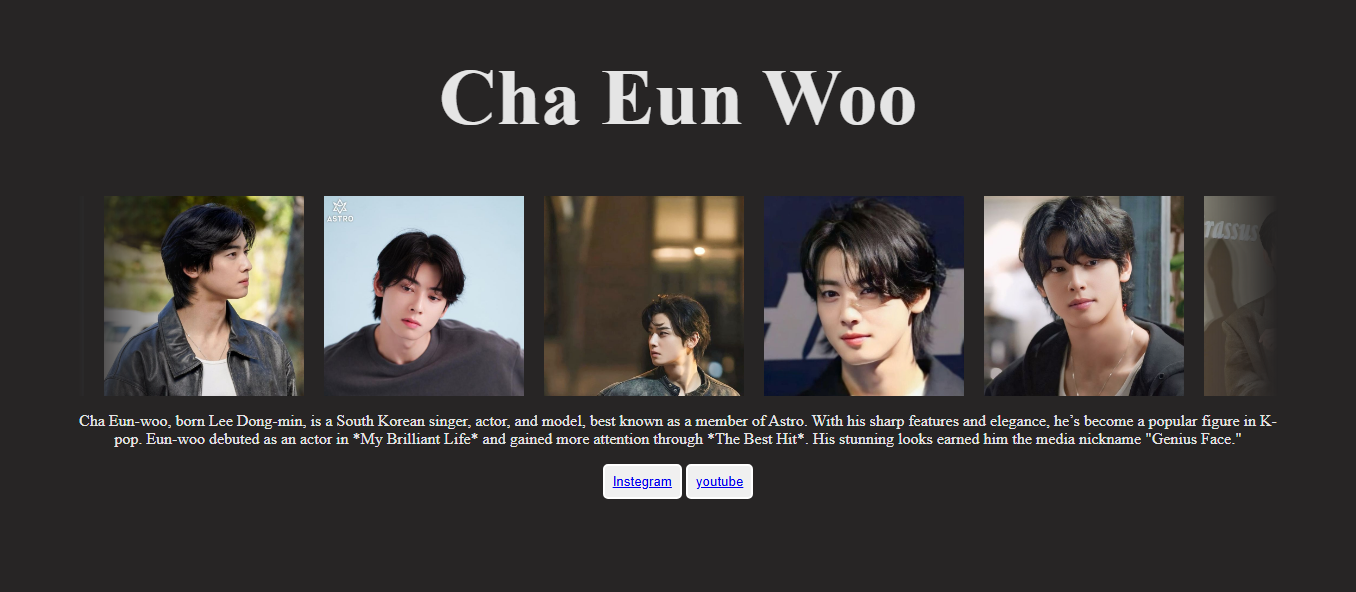 Cha Eun Woo
ASTRO
rassus
Cha Eun-woo, born Lee Dong-min, is a South Korean singer, actor, and model, best known as a member of Astro. With his sharp features and elegance, he’s become a popular figure in K-
pop. Eun-woo debuted as an actor in *My Brilliant Life* and gained more attention through *The Best Hit*. His stunning looks earned him the media nickname "Genius Face."
Instegram youtube